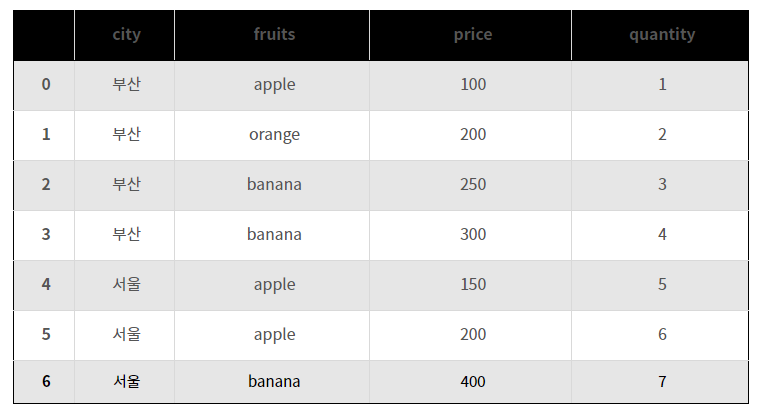 city fruits price quantity
0 부산 apple 100 1
1 부산 orange 200 2
2 부산 banana 250 3
3 부산 banana 300 4
4 서울 apple 150 5
5 서울 apple 200 6
6 서울 banana 400 7